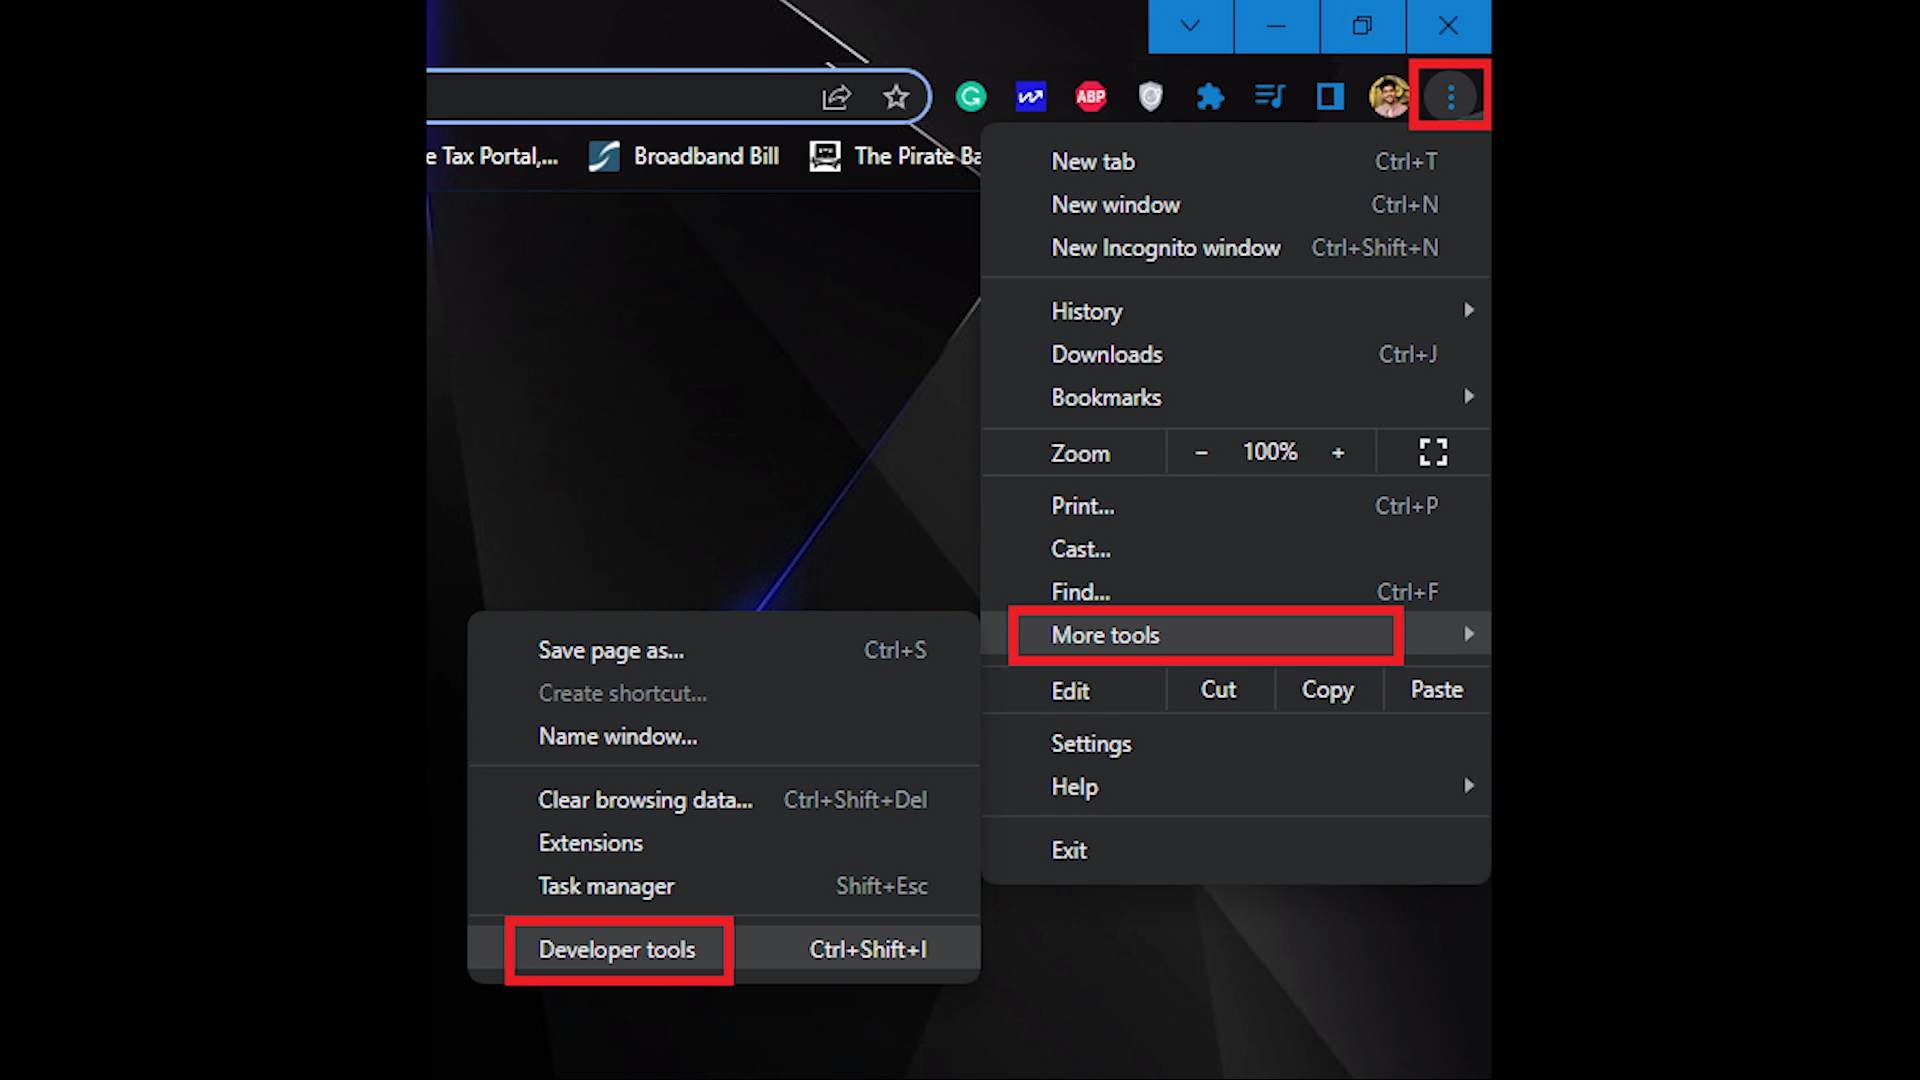 G
ABP
e Tax Portal,...
Broadband Bill
The Pirate Ba
New tab Ctrl+T
New window Ctrl+N
New Incognito window Ctrl+Shift+N
History
Downloads Ctrl+J
Bookmarks
Zoom − 100% +
Print... Ctrl+P
Cast...
Find... Ctrl+F
More tools
Edit Cut Copy Paste
Settings
Help
Exit
Save page as... Ctrl+S
Create shortcut...
Name window...
Clear browsing data... Ctrl+Shift+Del
Extensions
Task manager Shift+Esc
Developer tools Ctrl+Shift+I